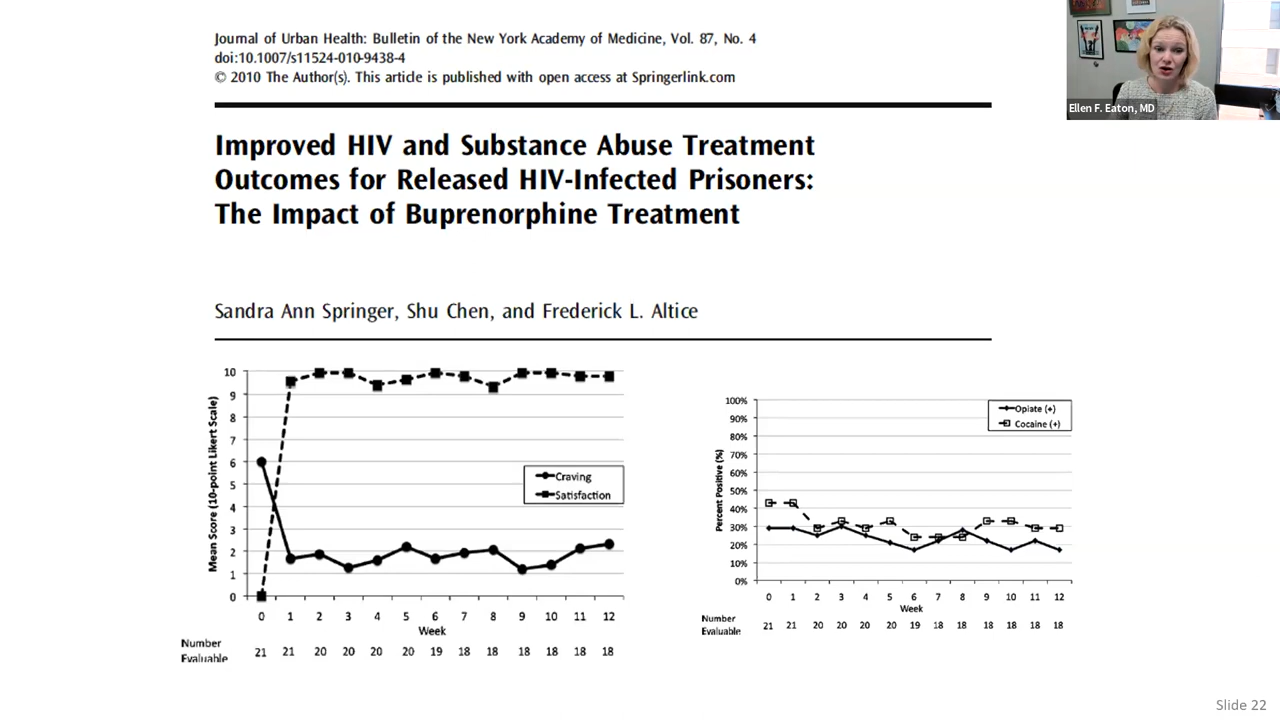 Journal of Urban Health: Bulletin of the New York Academy of Medicine, Vol. 87, No. 4
doi:10.1007/s11524-010-9438-4
© 2010 The Author(s). This article is published with open access at Springerlink.com
Ellen F. Eaton, MD
Improved HIV and Substance Abuse Treatment
Outcomes for Released HIV-Infected Prisoners:
The Impact of Buprenorphine Treatment
Sandra Ann Springer, Shu Chen, and Frederick L. Altice
Mean Score (10-point Likert Scale)
10
9
8
7
6
5
4
3
2
1
0
Craving
Satisfaction
0 1 2 3 4 5 6 7 8 9 10 11 12
Week
Number
Evaluable
21 21 20 20 20 20 19 18 18 18 18 18 18
Percent Positive (%)
100%
90%
80%
70%
60%
50%
40%
30%
20%
10%
0%
Opiate (+)
Cocaine (+)
0 1 2 3 4 5 6 7 8 9 10 11 12
Week
Number
Evaluable
21 21 20 20 20 20 19 18 18 18 18 18 18
Slide 22